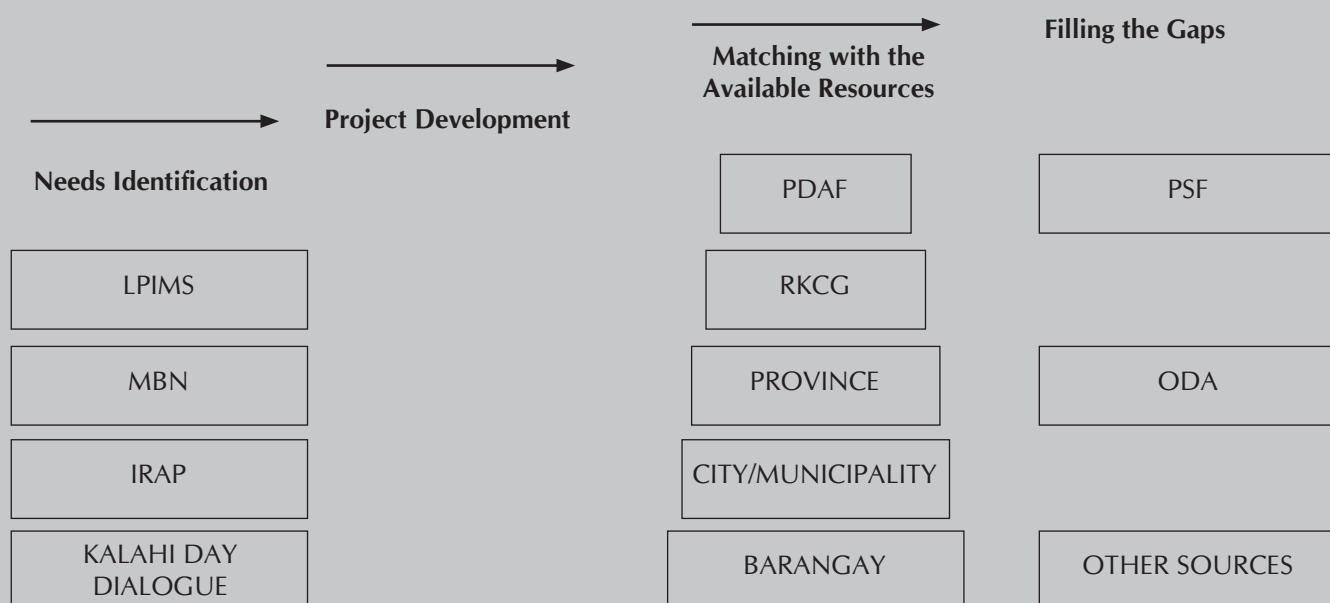 Needs Identification
LPIMS
MBN
IRAP
KALAHI DAY
DIALOGUE
Project Development
Matching with the
Available Resources
PDAF
RKCG
PROVINCE
CITY/MUNICIPALITY
BARANGAY
Filling the Gaps
PSF
ODA
OTHER SOURCES